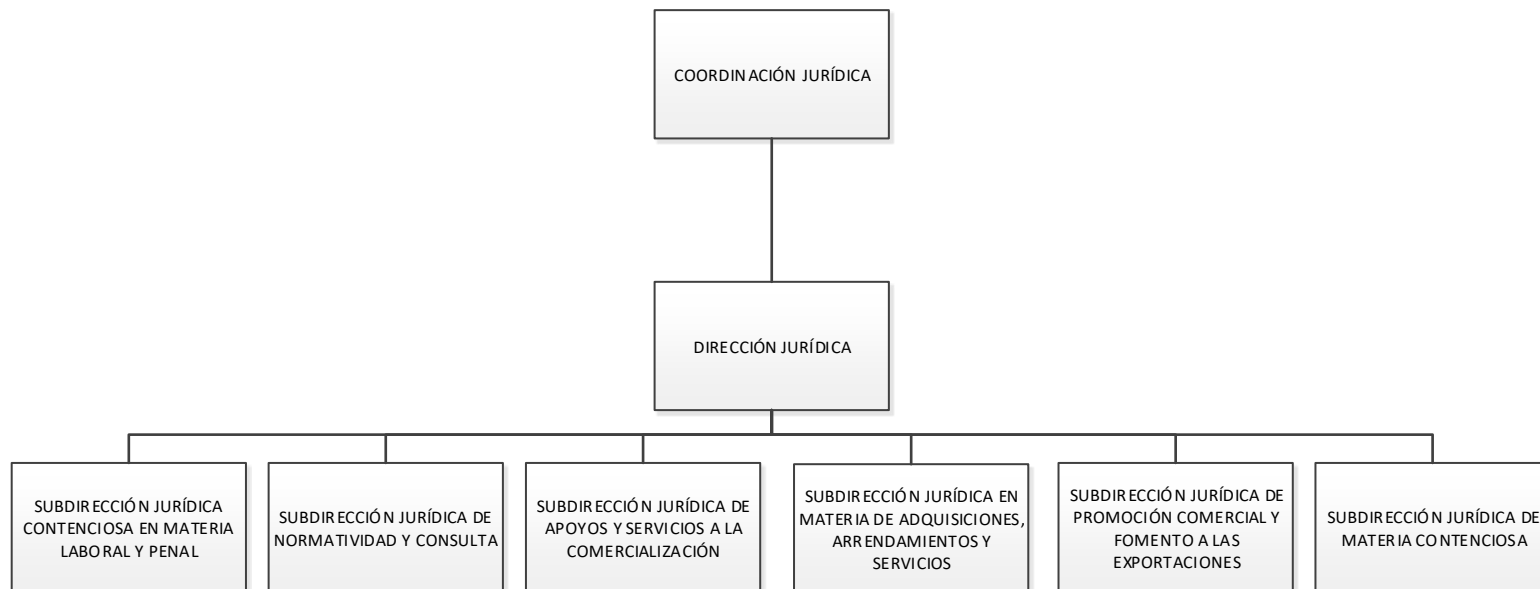 COORDINACIÓN JURÍDICA
DIRECCIÓN JURÍDICA
SUBDIRECCIÓN JURÍDICA
CONTENCIOSA EN MATERIA
LABORAL Y PENAL
SUBDIRECCIÓN JURÍDICA DE
NORMATIVIDAD Y CONSULTA
SUBDIRECCIÓN JURÍDICA DE
APOYOS Y SERVICIOS A LA
COMERCIALIZACIÓN
SUBDIRECCIÓN JURÍDICA EN
MATERIA DE ADQUISICIONES,
ARRENDAMIENTOS Y
SERVICIOS
SUBDIRECCIÓN JURÍDICA DE
PROMOCIÓN COMERCIAL Y
FOMENTO A LAS
EXPORTACIONES
SUBDIRECCIÓN JURÍDICA DE
MATERIA CONTENCIOSA